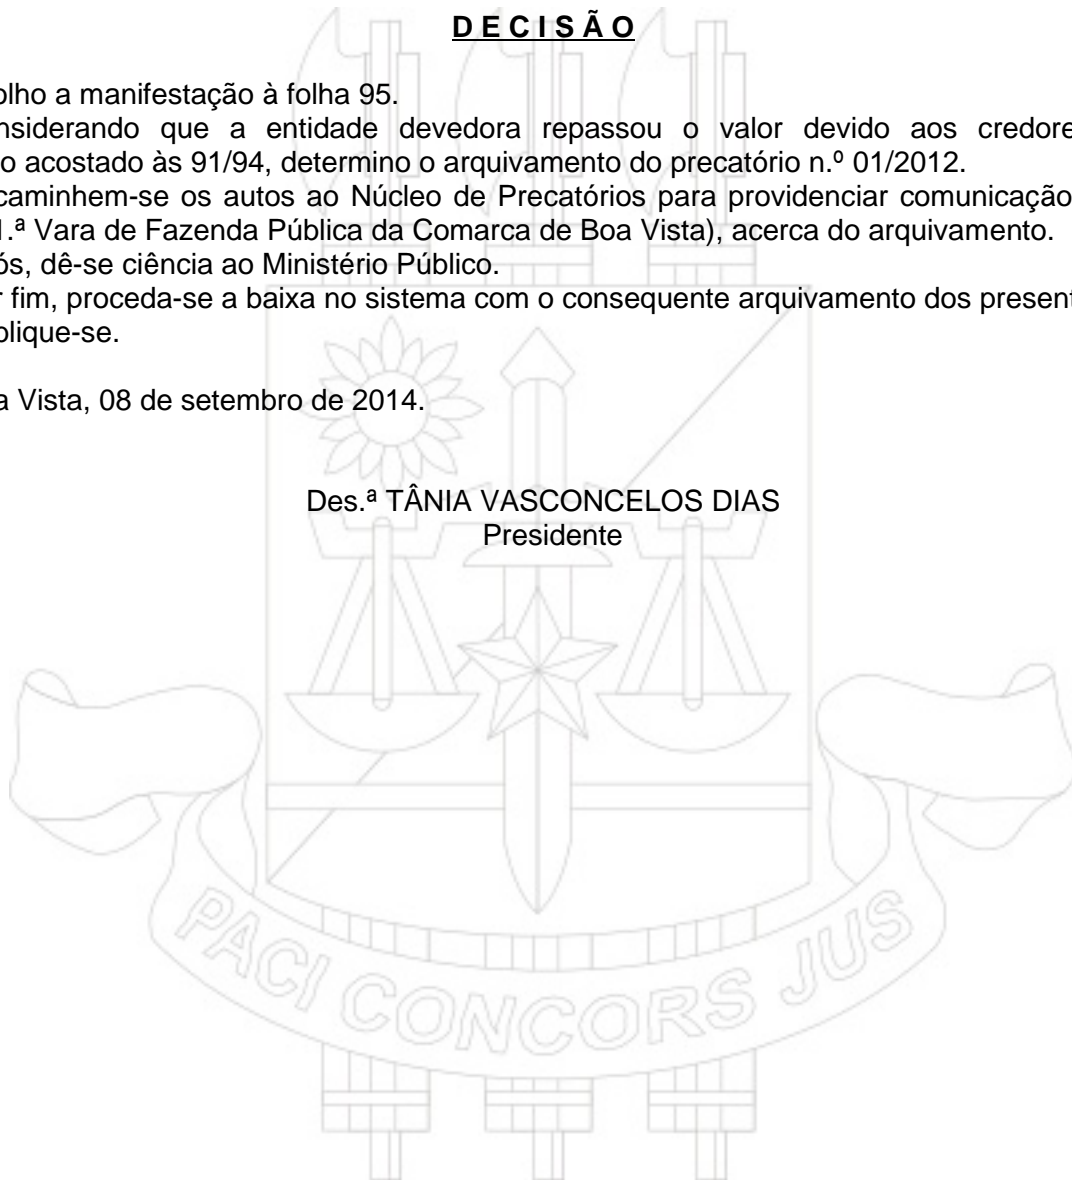 D E C I S Ã O
olho a manifestação à folha 95.
nsiderando que a entidade devedora repassou o valor devido aos credore
o acostado às 91/94, determino o arquivamento do precatório n.º 01/2012.
caminhem-se os autos ao Núcleo de Precatórios para providenciar comunicação
1.ª Vara de Fazenda Pública da Comarca de Boa Vista), acerca do arquivamento.
ós, dê-se ciência ao Ministério Público.
r fim, proceda-se a baixa no sistema com o consequente arquivamento dos present
blique-se.
a Vista, 08 de setembro de 2014.
Des.ª TÂNIA VASCONCELOS DIAS
Presidente
PACI CONCORS JUS